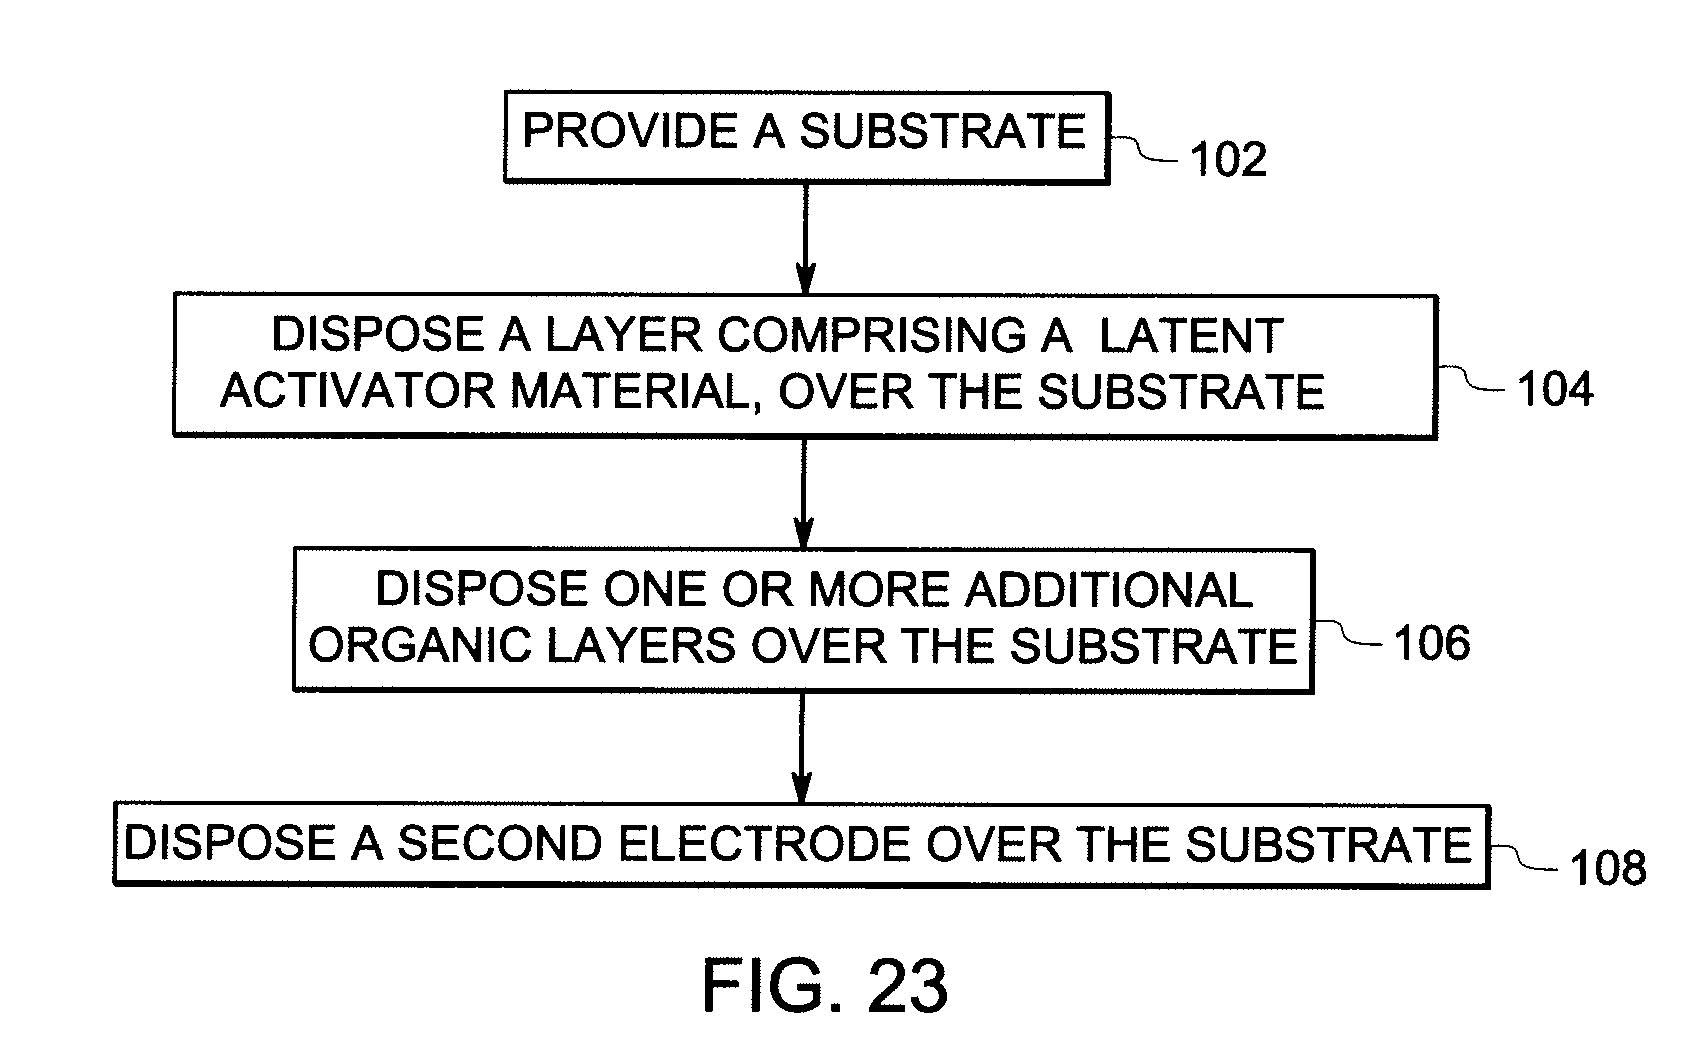 PROVIDE A SUBSTRATE
102
DISPOSE A LAYER COMPRISING A LATENT
ACTIVATOR MATERIAL, OVER THE SUBSTRATE
104
DISPOSE ONE OR MORE ADDITIONAL
ORGANIC LAYERS OVER THE SUBSTRATE
106
DISPOSE A SECOND ELECTRODE OVER THE SUBSTRATE
108
FIG. 23